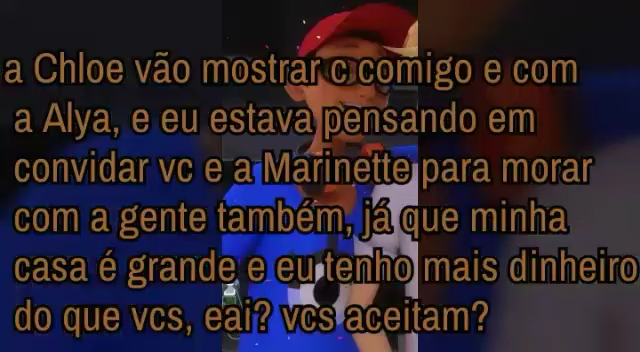 a Chloe vão mostrar c comigo e com
a Alya, e eu estava pensando em
convidar vc e a Marinette para morar
com a gente também, já que minha
casa é grande e eu tenho mais dinheiro
do que vcs, eai? vcs aceitam?